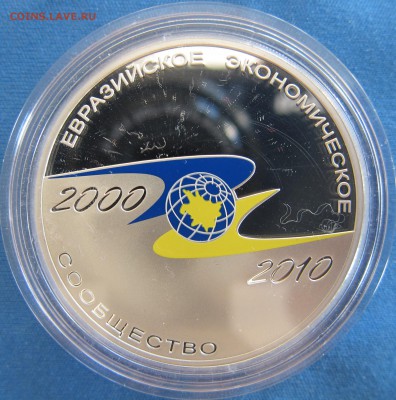 COINS.LAVE.RU
ЕВРАЗИЙСКОЕ ЭКОНОМИЧЕСКОЕ
2000
2010
СООБЩЕСТВО